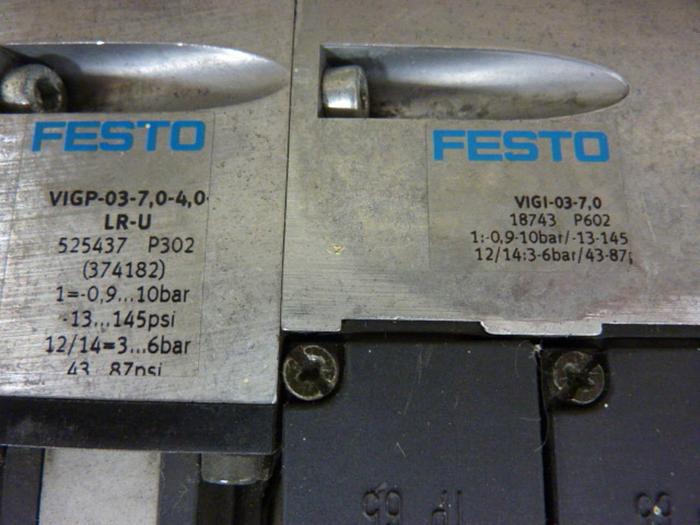 FESTO
VIGP-03-7,0-4,0-
LR-U
525437 P302
(374182)
1=-0,9...10bar
-13...145psi
12/14=3...6bar
43 87psi
FESTO
VIGI-03-7,0
18743 P602
1:-0,9-10bar/-13-145
12/14:3-6bar/43-87